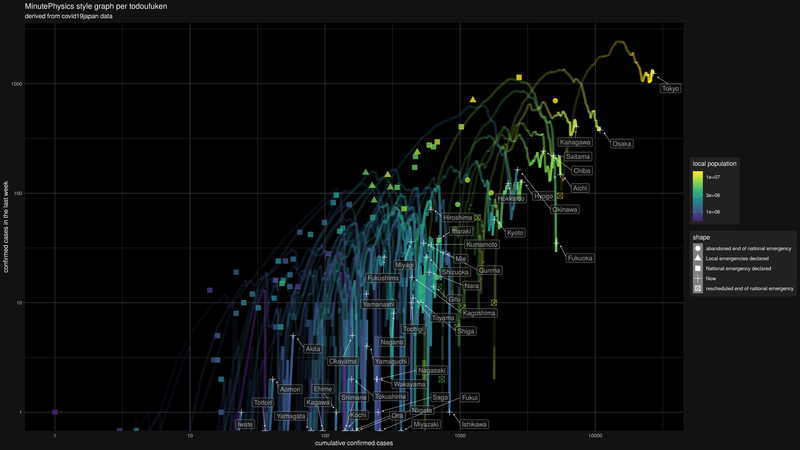 MinutePhysics style graph per todoufuken
derived from covid19japan data
confirmed cases in the last week
1000
100
10
1
1
10
100
1000
10000
cumulative confirmed cases
Tokyo
Kanagawa
Osaka
Saitama
Chiba
Aichi
Hokkaido
Hyogo
Okinawa
Hiroshima
Ibaraki
Kyoto
Kumamoto
Fukuoka
Mie
Gunma
Miyagi
Shizuoka
Fukushima
Nara
Gifu
Yamanashi
Kagoshima
Toyama
Tochigi
Shiga
Nagano
Akita
Okayama
Yamaguchi
Nagasaki
Wakayama
Aomori
Ehime
Shimane
Tokushima
Saga
Fukui
Tottori
Kagawa
Niigata
Yamagata
Kochi
Oita
Iwate
Miyazaki
Ishikawa
local population
1e+07
3e+06
1e+06
shape
abandoned end of national emergency
Local emergencies declared
National emergency declared
Now
rescheduled end of national emergency